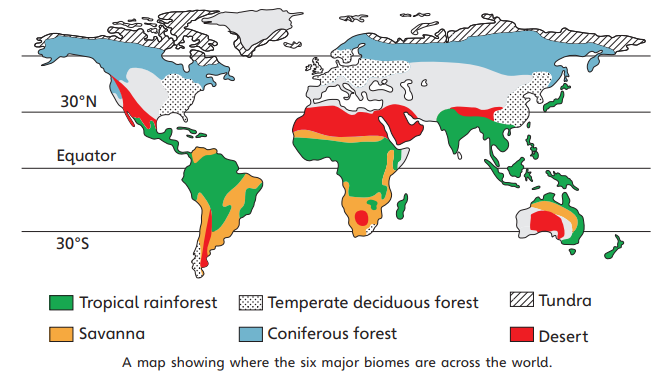 30°N
Equator
30°S
Tropical rainforest Temperate deciduous forest Tundra
Savanna Coniferous forest Desert
A map showing where the six major biomes are across the world.